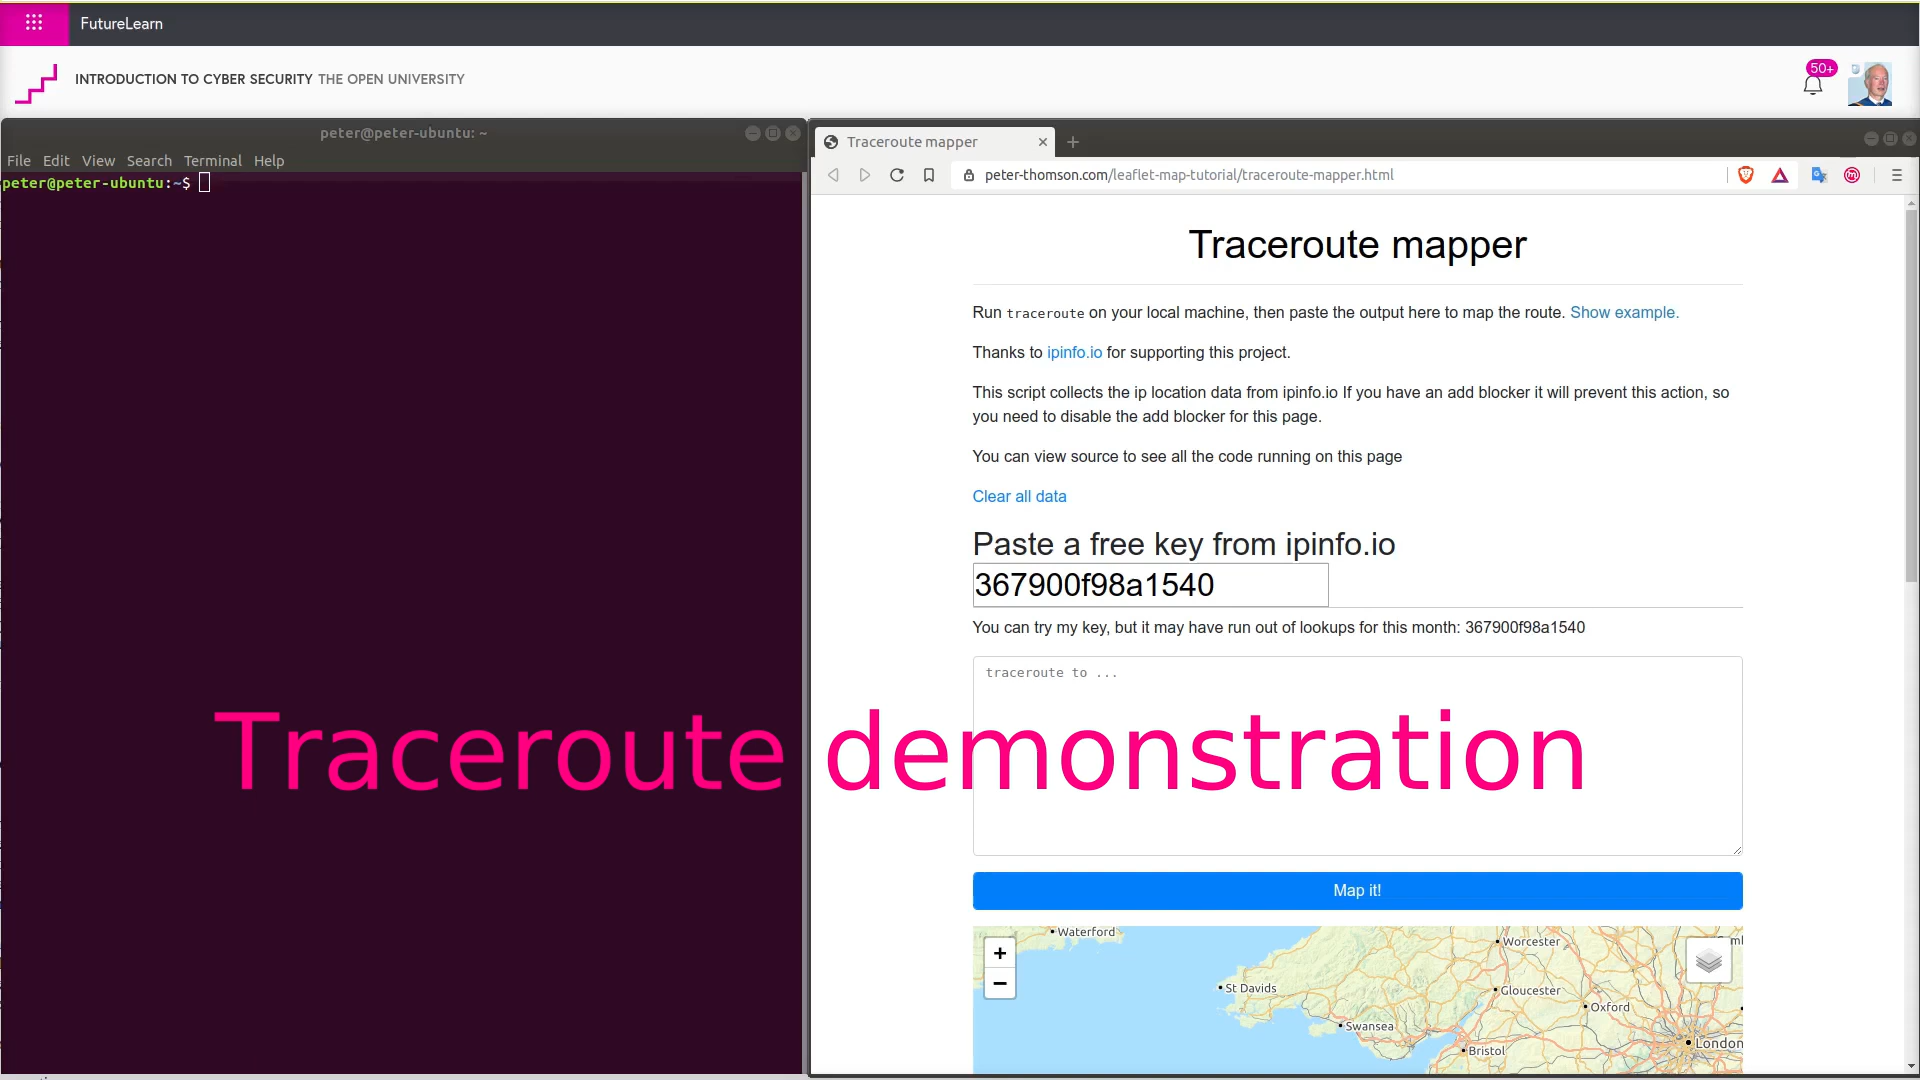 FutureLearn
INTRODUCTION TO CYBER SECURITY THE OPEN UNIVERSITY
50+
peter@peter-ubuntu: ~
File Edit View Search Terminal Help
peter@peter-ubuntu:~$
Traceroute mapper
peter-thomson.com/leaflet-map-tutorial/traceroute-mapper.html
Traceroute mapper
Run traceroute on your local machine, then paste the output here to map the route. Show example.
Thanks to ipinfo.io for supporting this project.
This script collects the ip location data from ipinfo.io If you have an add blocker it will prevent this action, so
you need to disable the add blocker for this page.
You can view source to see all the code running on this page
Clear all data
Paste a free key from ipinfo.io
367900f98a1540
You can try my key, but it may have run out of lookups for this month: 367900f98a1540
traceroute to ...
Traceroute demonstration
Map it!
+
−
Waterford
Worcester
St Davids
Gloucester
Oxford
Swansea
London
Bristol